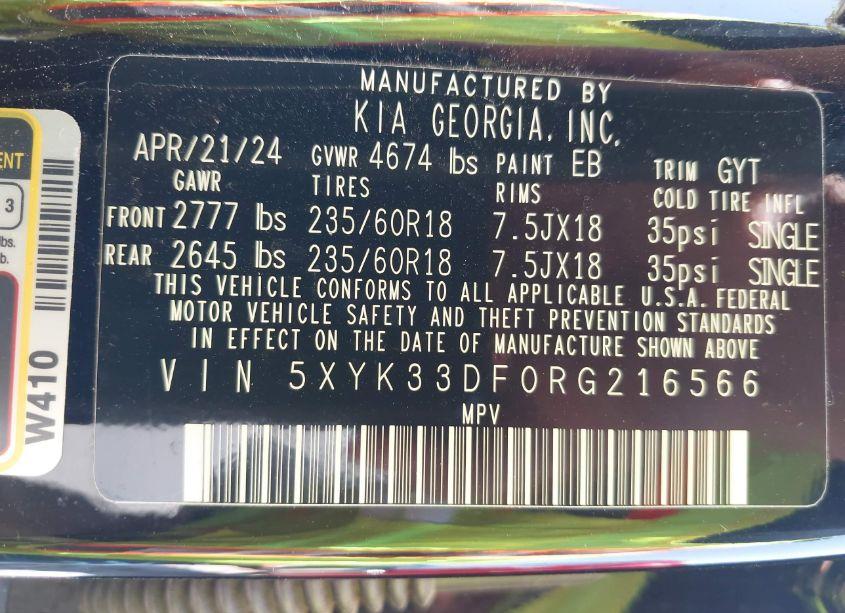 MANUFACTURED BY
KIA GEORGIA, INC.
APR/21/24 GVWR 4674 lbs PAINT EB TRIM GYT
GAWR TIRES RIMS COLD TIRE INFL
FRONT 2777 lbs 235/60R18 7.5JX18 35psi SINGLE
REAR 2645 lbs 235/60R18 7.5JX18 35psi SINGLE
THIS VEHICLE CONFORMS TO ALL APPLICABLE U.S.A. FEDERAL
MOTOR VEHICLE SAFETY AND THEFT PREVENTION STANDARDS
IN EFFECT ON THE DATE OF MANUFACTURE SHOWN ABOVE
VIN 5XYK33DF0RG216566
MPV
3
lbs.
W410